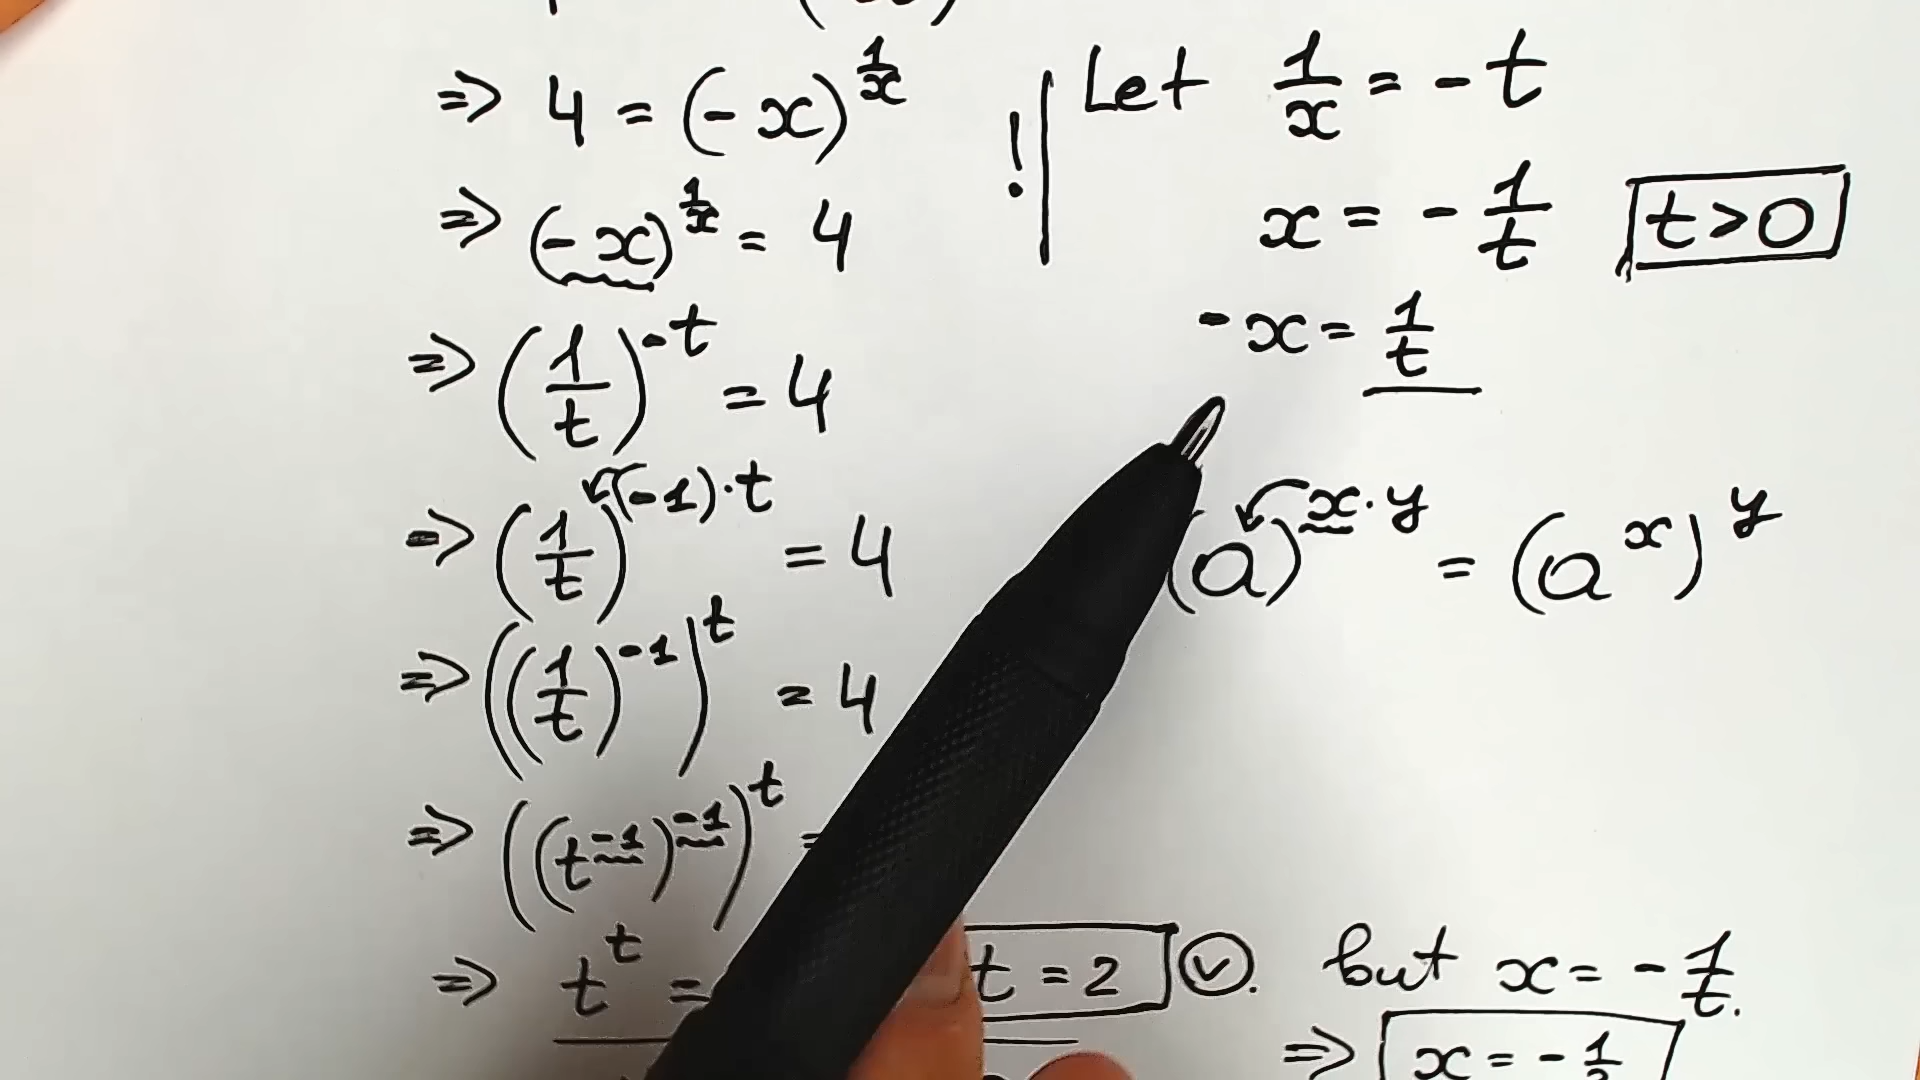 ⇒ 4 = (-x)^(1/x)
! | Let 1/x = -t
⇒ (-x)^(1/x) = 4
x = -1/t t>0
⇒ (1/t)^(-t) = 4
-x = 1/t
⇒ (1/t)^((-1)·t) = 4
(a)^(x·y) = (a^x)^y
⇒ ((1/t)^(-1))^t = 4
⇒ ((t^(-1))^(-1))^t =
⇒ t^t = t = 2 ✓. but x = -1/t.
⇒ x = -1/2